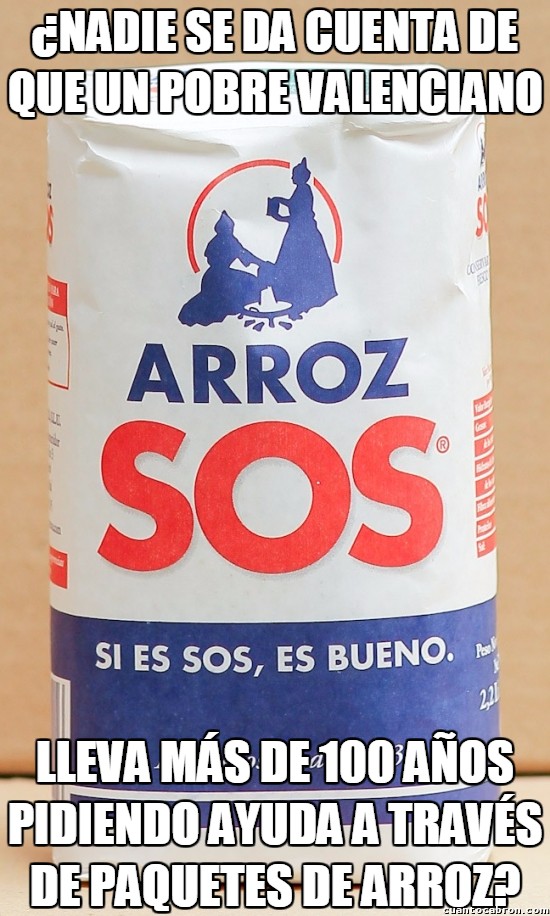 ¿NADIE SE DA CUENTA DE
QUE UN POBRE VALENCIANO
ARROZ
SOS®
SI ES SOS, ES BUENO.
LLEVA MÁS DE 100 AÑOS
PIDIENDO AYUDA A TRAVÉS
DE PAQUETES DE ARROZ?
cuantocabron.com